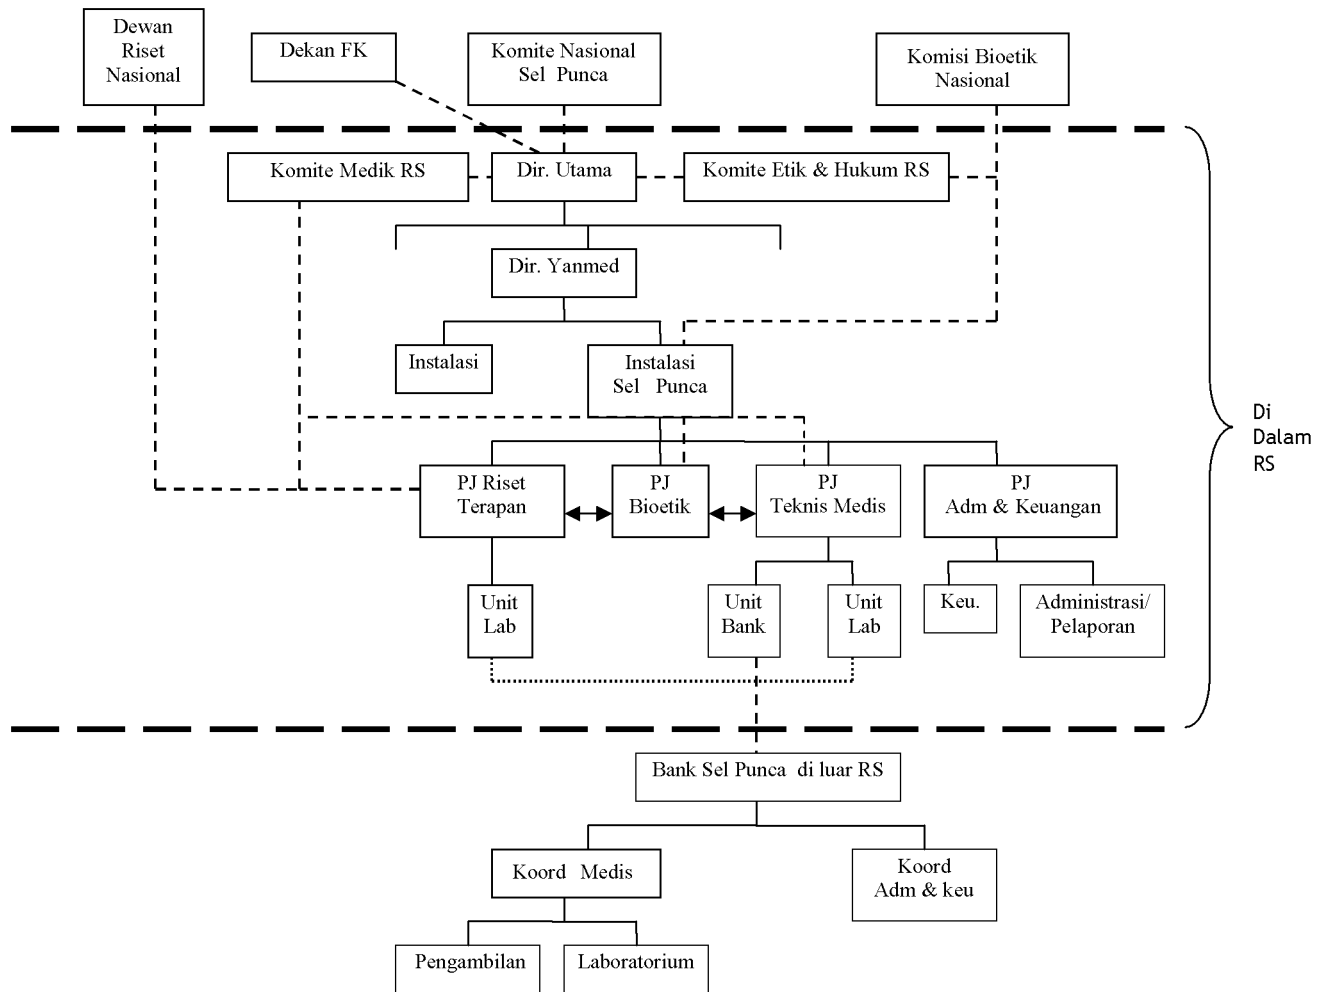 Dewan
Riset
Nasional
Dekan FK
Komite Nasional
Sel Punca
Komisi Bioetik
Nasional
Komite Medik RS
Dir. Utama
Komite Etik & Hukum RS
Dir. Yanmed
Instalasi
Instalasi
Sel Punca
Di
Dalam
RS
PJ Riset
Terapan
PJ
Bioetik
PJ
Teknis Medis
PJ
Adm & Keuangan
Unit
Lab
Unit
Bank
Unit
Lab
Keu.
Administrasi/
Pelaporan
Bank Sel Punca di luar RS
Koord Medis
Koord
Adm & keu
Pengambilan
Laboratorium